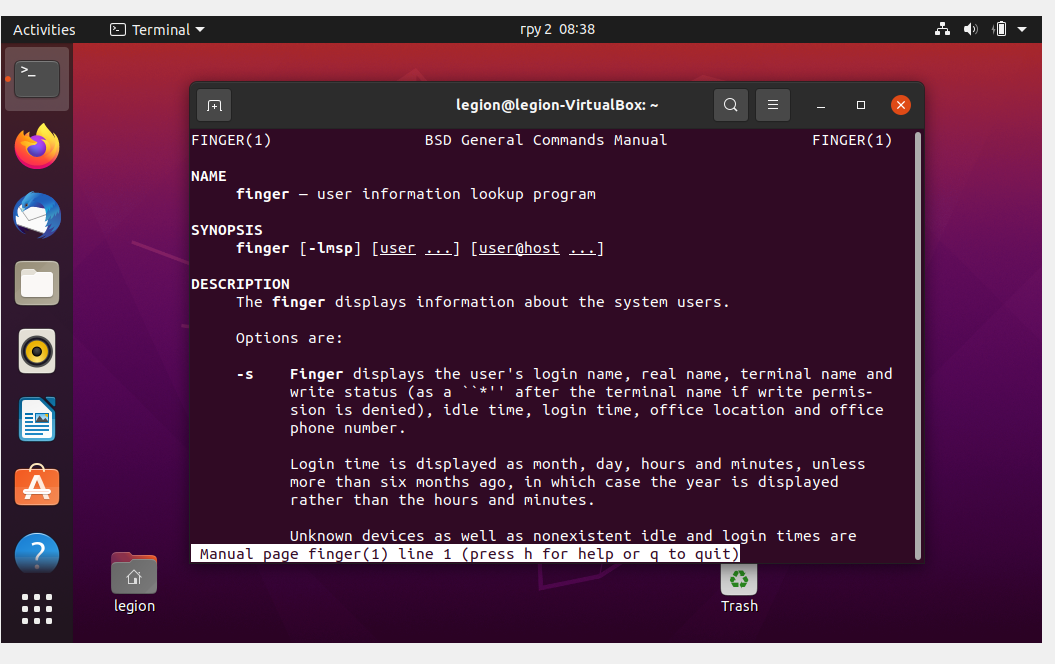 Activities Terminal гру 2 08:38
legion@legion-VirtualBox: ~
FINGER(1) BSD General Commands Manual FINGER(1)
NAME
finger — user information lookup program
SYNOPSIS
finger [-lmsp] [user ...] [user@host ...]
DESCRIPTION
The finger displays information about the system users.
Options are:
-s Finger displays the user's login name, real name, terminal name and
write status (as a ``*'' after the terminal name if write permis-
sion is denied), idle time, login time, office location and office
phone number.
Login time is displayed as month, day, hours and minutes, unless
more than six months ago, in which case the year is displayed
rather than the hours and minutes.
Unknown devices as well as nonexistent idle and login times are
Manual page finger(1) line 1 (press h for help or q to quit)
legion
Trash